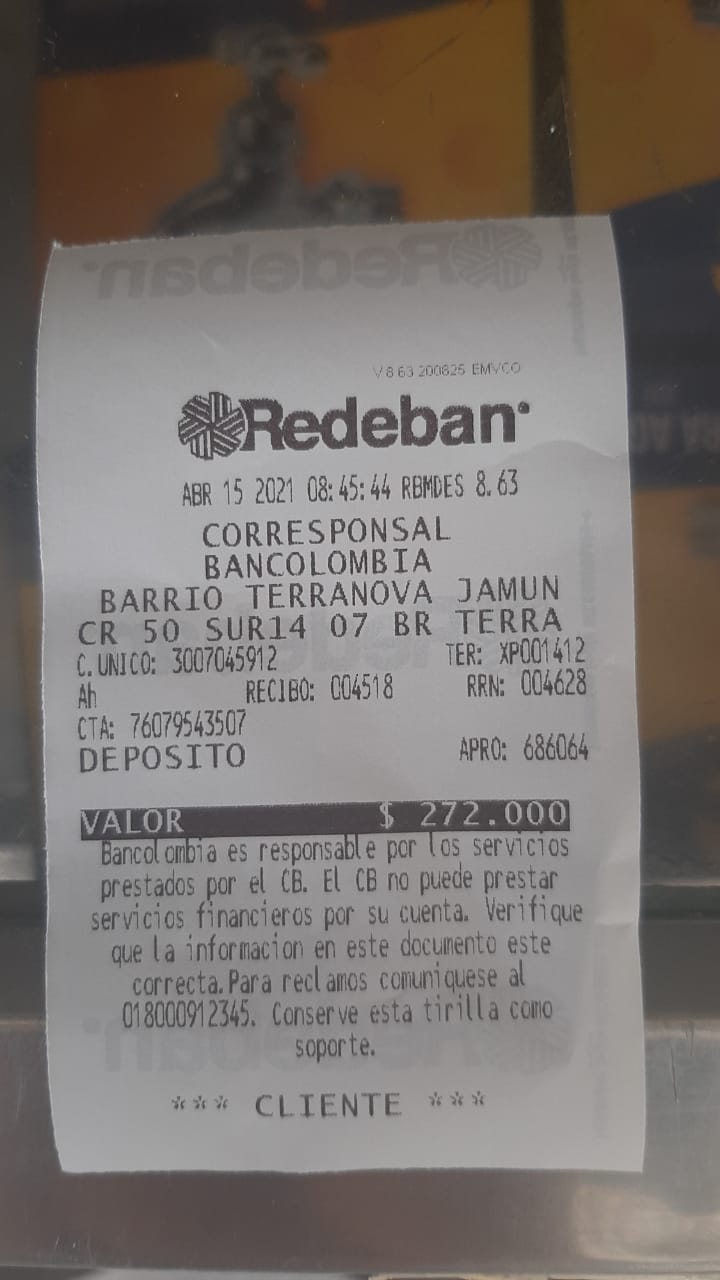 V 8 63 200825 EMVCO
Redeban
ABR 15 2021 08:45:44 RBMDES 8.63
CORRESPONSAL
BANCOLOMBIA
BARRIO TERRANOVA JAMUN
CR 50 SUR14 07 BR TERRA
C. UNICO: 3007045912 TER: XP001412
Ah RECIBO: 004518 RRN: 004628
CTA: 76079543507
DEPOSITO APRO: 686064
VALOR $ 272.000
Bancolombia es responsable por los servicios
prestados por el CB. El CB no puede prestar
servicios financieros por su cuenta. Verifique
que la informacion en este documento este
correcta. Para reclamos comuniquese al
018000912345. Conserve esta tirilla como
soporte.
*** CLIENTE ***